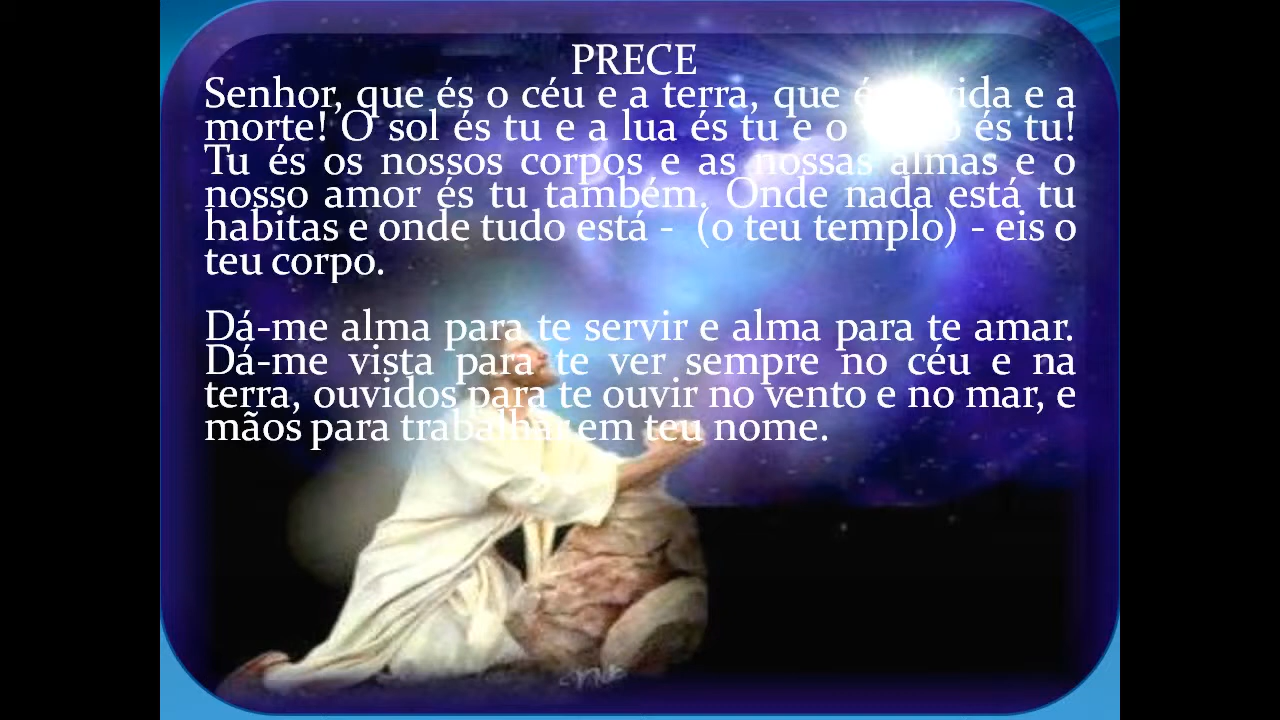 PRECE
Senhor, que és o céu e a terra, que és vida e a
morte! O sol és tu e a lua és tu e o és tu!
Tu és os nossos corpos e as nossas almas e o
nosso amor és tu também. Onde nada está tu
habitas e onde tudo está - (o teu templo) - eis o
teu corpo.
Dá-me alma para te servir e alma para te amar.
Dá-me vista para te ver sempre no céu e na
terra, ouvidos para te ouvir no vento e no mar, e
mãos para trabalhar em teu nome.